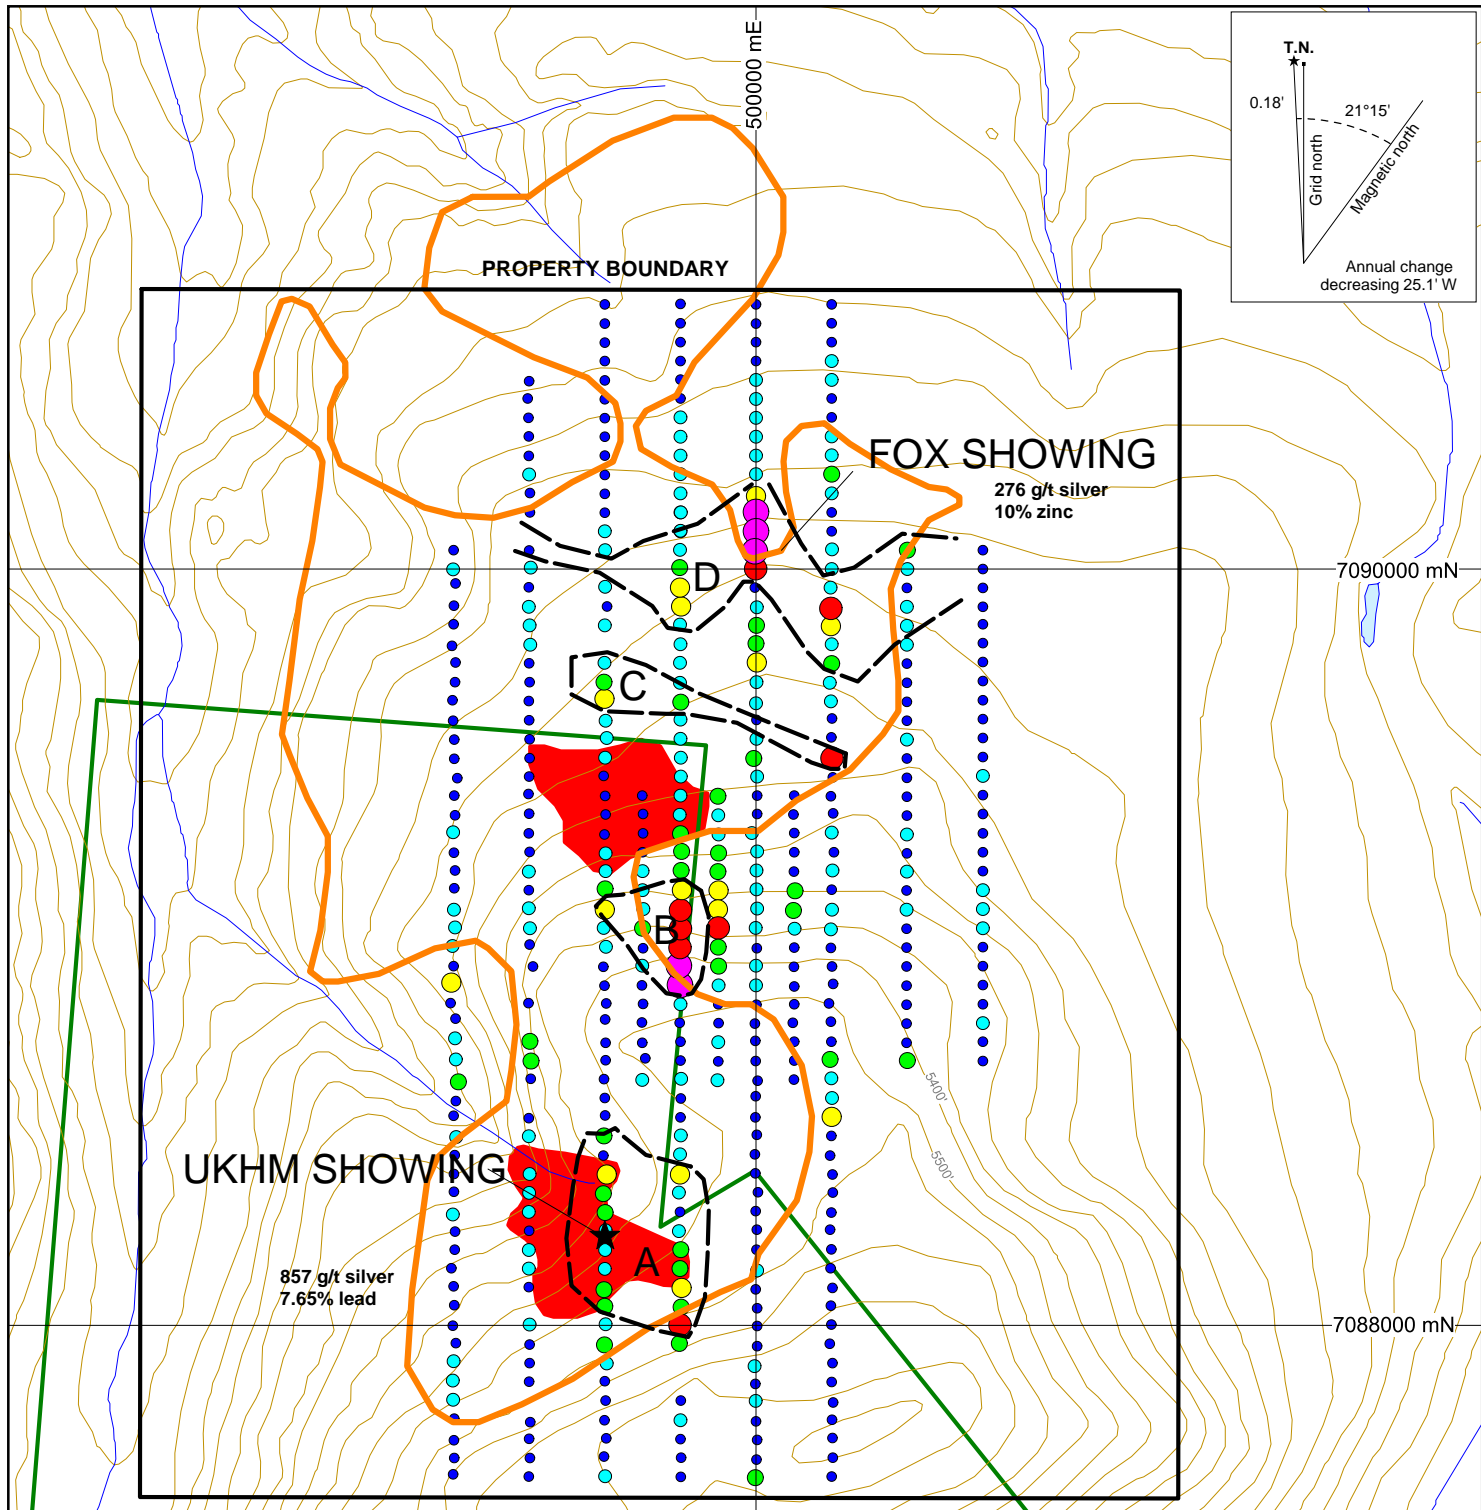 500000 mE
T.N.
0.18'
21°15'
Grid north
Magnetic north
Annual change
decreasing 25.1' W
PROPERTY BOUNDARY
FOX SHOWING
276 g/t silver
10% zinc
7090000 mN
D
C
B
5400'
5500'
UKHM SHOWING
A
857 g/t silver
7.65% lead
7088000 mN